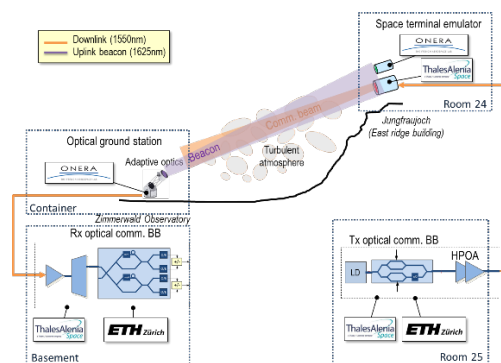 Downlink (1550nm)
Uplink beacon (1625nm)
Space terminal emulator
ONERA
ThalesAlenia
Space
Room 24
Jungfraujoch
(East ridge building)
Comm. beam
Beacon
Turbulent
atmosphere
Optical ground station
Adaptive optics
ONERA
Container
Zimmerwald Observatory
Rx optical comm. BB
ThalesAlenia
Space
ETH zürich
Basement
Tx optical comm. BB
HPOA
LD
ThalesAlenia
Space
ETH zürich
Room 25